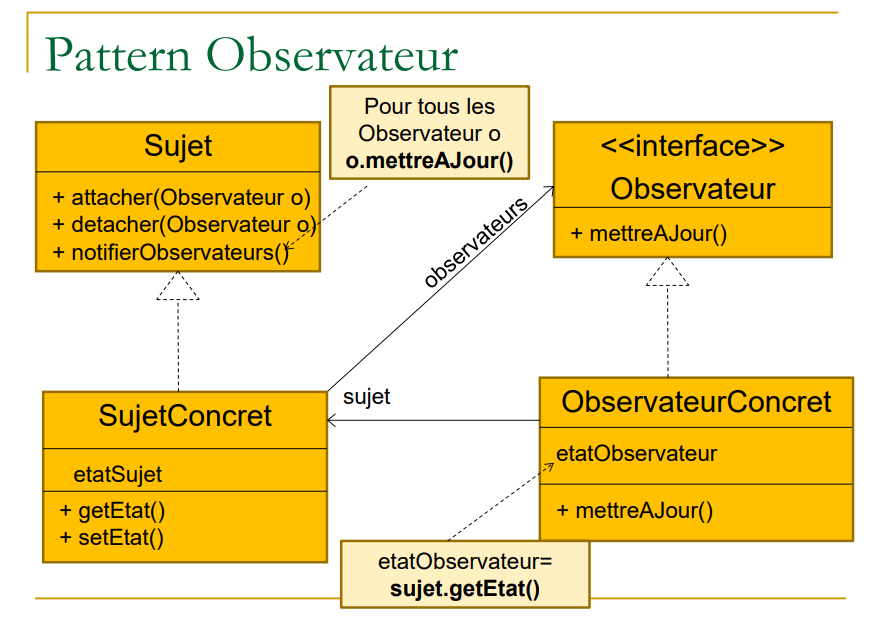 Pattern Observateur
Pour tous les
Observateur o
o.mettreAJour()
Sujet
+ attacher(Observateur o)
+ detacher(Observateur o)
+ notifierObservateurs()
<<interface>>
Observateur
+ mettreAJour()
observateurs
SujetConcret
etatSujet
+ getEtat()
+ setEtat()
sujet
ObservateurConcret
etatObservateur
+ mettreAJour()
etatObservateur=
sujet.getEtat()